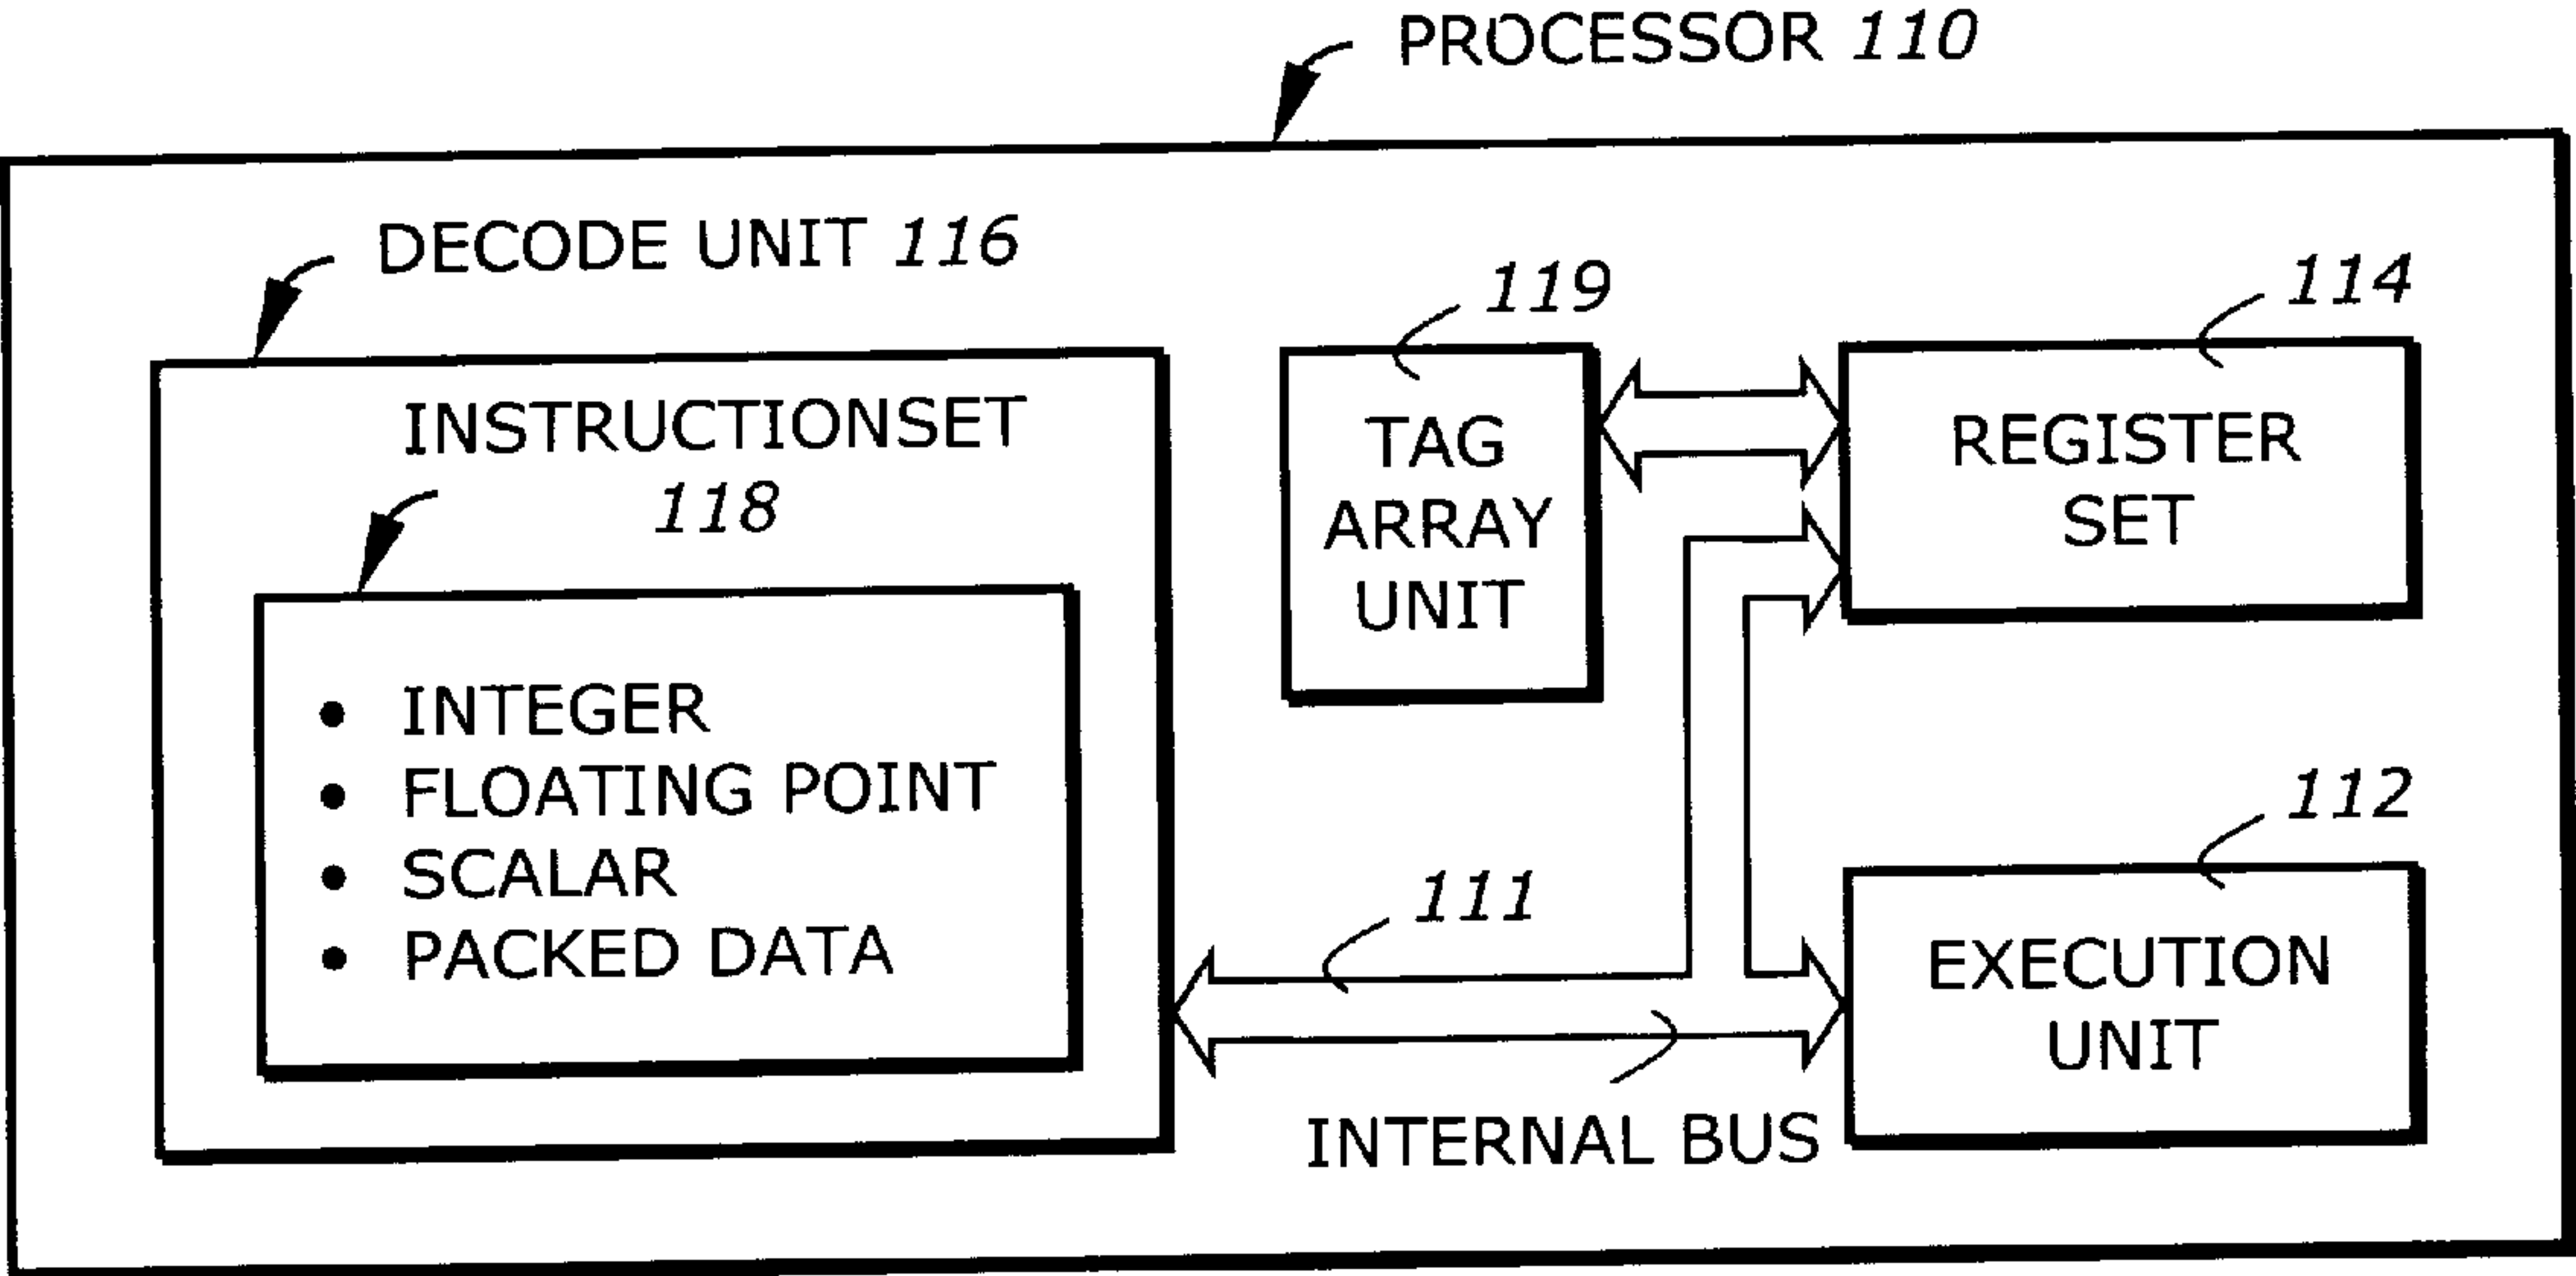 PROCESSOR 110
DECODE UNIT 116
INSTRUCTIONSET
118
• INTEGER
• FLOATING POINT
• SCALAR
• PACKED DATA
119
TAG
ARRAY
UNIT
114
REGISTER
SET
111
INTERNAL BUS
112
EXECUTION
UNIT